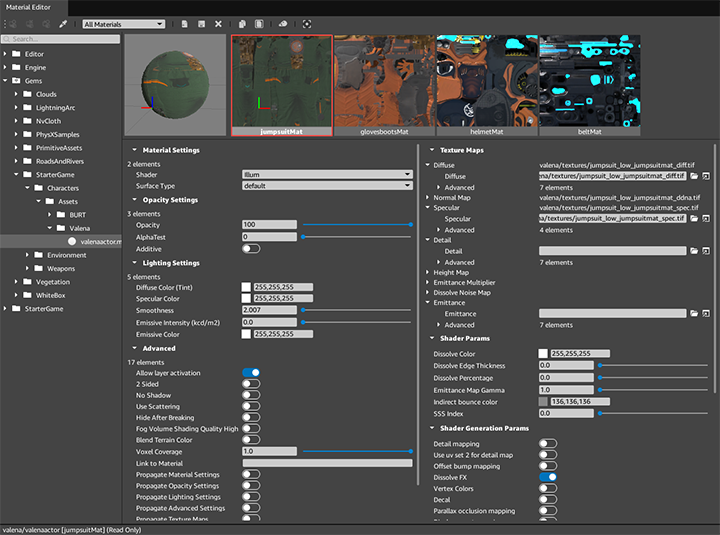 Material Editor
All Materials
Search...
Editor
Engine
Gems
Clouds
LightningArc
NvCloth
PhysXSamples
PrimitiveAssets
RoadsAndRivers
StarterGame
Characters
Assets
BURT
Valena
valenaactor.m
Environment
Weapons
Vegetation
WhiteBox
StarterGame
jumpsuitMat
glovesbootsMat
helmetMat
beltMat
Material Settings
2 elements
Shader
Illum
Surface Type
default
Opacity Settings
3 elements
Opacity
100
AlphaTest
0
Additive
Lighting Settings
5 elements
Diffuse Color (Tint)
255,255,255
Specular Color
255,255,255
Smoothness
2.007
Emissive Intensity (kcd/m2)
0.0
Emissive Color
255,255,255
Advanced
17 elements
Allow layer activation
2 Sided
No Shadow
Use Scattering
Hide After Breaking
Fog Volume Shading Quality High
Blend Terrain Color
Voxel Coverage
1.0
Link to Material
Propagate Material Settings
Propagate Opacity Settings
Propagate Lighting Settings
Propagate Advanced Settings
Propagate Texture Maps
Texture Maps
Diffuse
valena/textures/jumpsuit_low_jumpsuitmat_diff.tif
Diffuse
na/textures/jumpsuit_low_jumpsuitmat_diff.tif
Advanced
7 elements
Normal Map
valena/textures/jumpsuit_low_jumpsuitmat_ddna.tif
Specular
valena/textures/jumpsuit_low_jumpsuitmat_spec.tif
Specular
a/textures/jumpsuit_low_jumpsuitmat_spec.tif
Advanced
4 elements
Detail
Detail
Advanced
7 elements
Height Map
Emittance Multiplier
Dissolve Noise Map
Emittance
Emittance
Advanced
7 elements
Shader Params
Dissolve Color
255,255,255
Dissolve Edge Thickness
0.0
Dissolve Percentage
0.0
Emittance Map Gamma
1.0
Indirect bounce color
136,136,136
SSS Index
0.0
Shader Generation Params
Detail mapping
Use uv set 2 for detail map
Offset bump mapping
Dissolve FX
Vertex Colors
Decal
Parallax occlusion mapping
valena/valenaactor [jumpsuitMat] (Read Only)